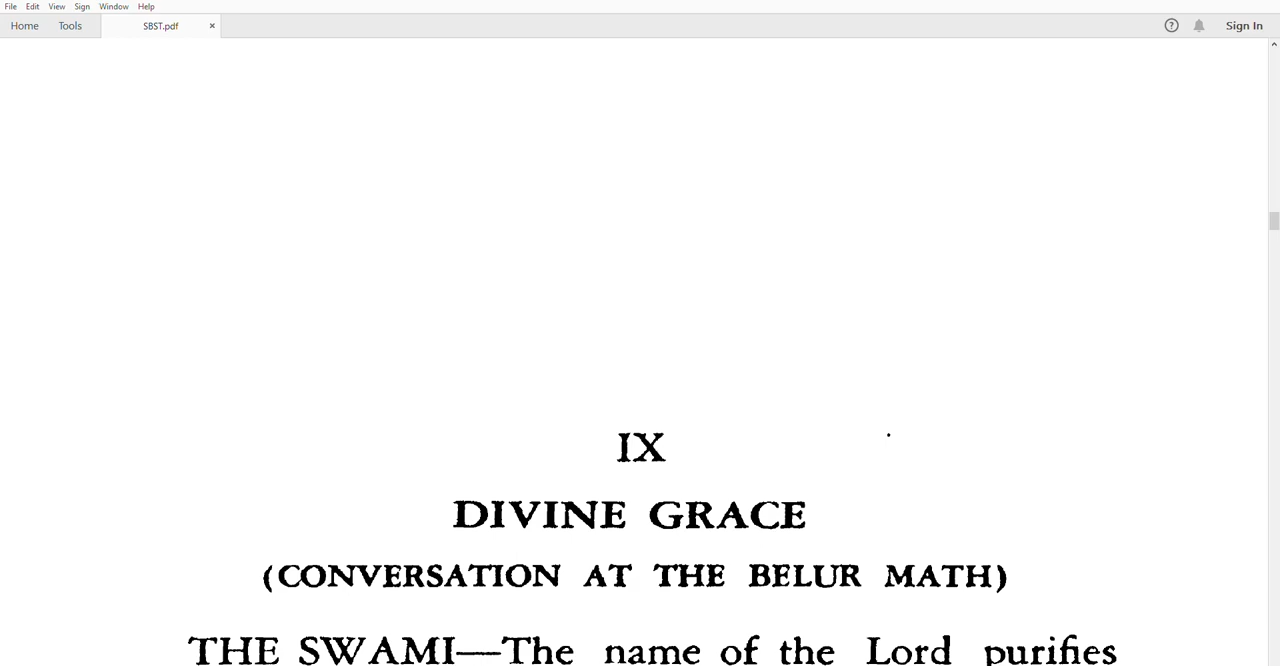 File Edit View Sign Window Help
Home Tools SBST.pdf × ? Sign In
IX
DIVINE GRACE
(CONVERSATION AT THE BELUR MATH)
THE SWAMI—The name of the Lord purifies